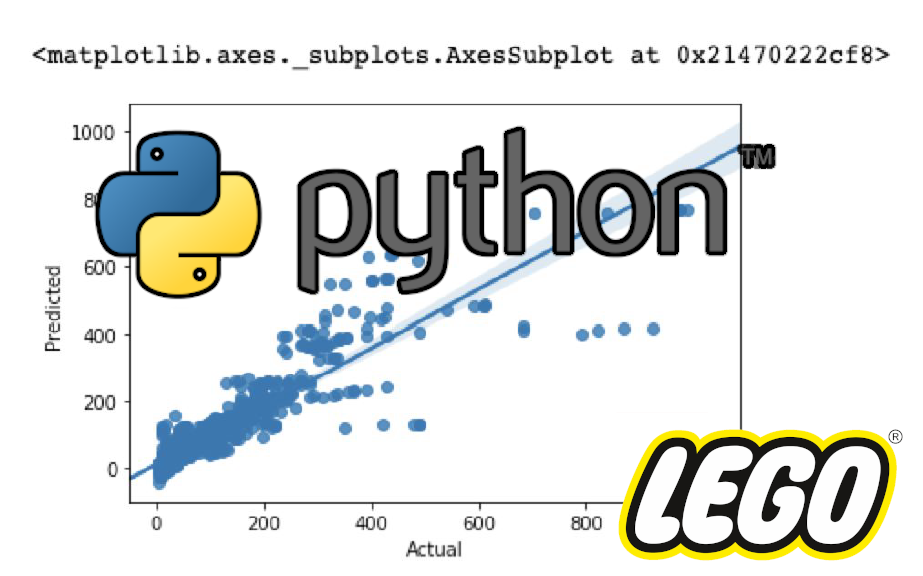 <matplotlib.axes._subplots.AxesSubplot at 0x21470222cf8>
1000
8
600
400
200
0
Predicted
python™
0
200
400
600
800
Actual
LEGO®